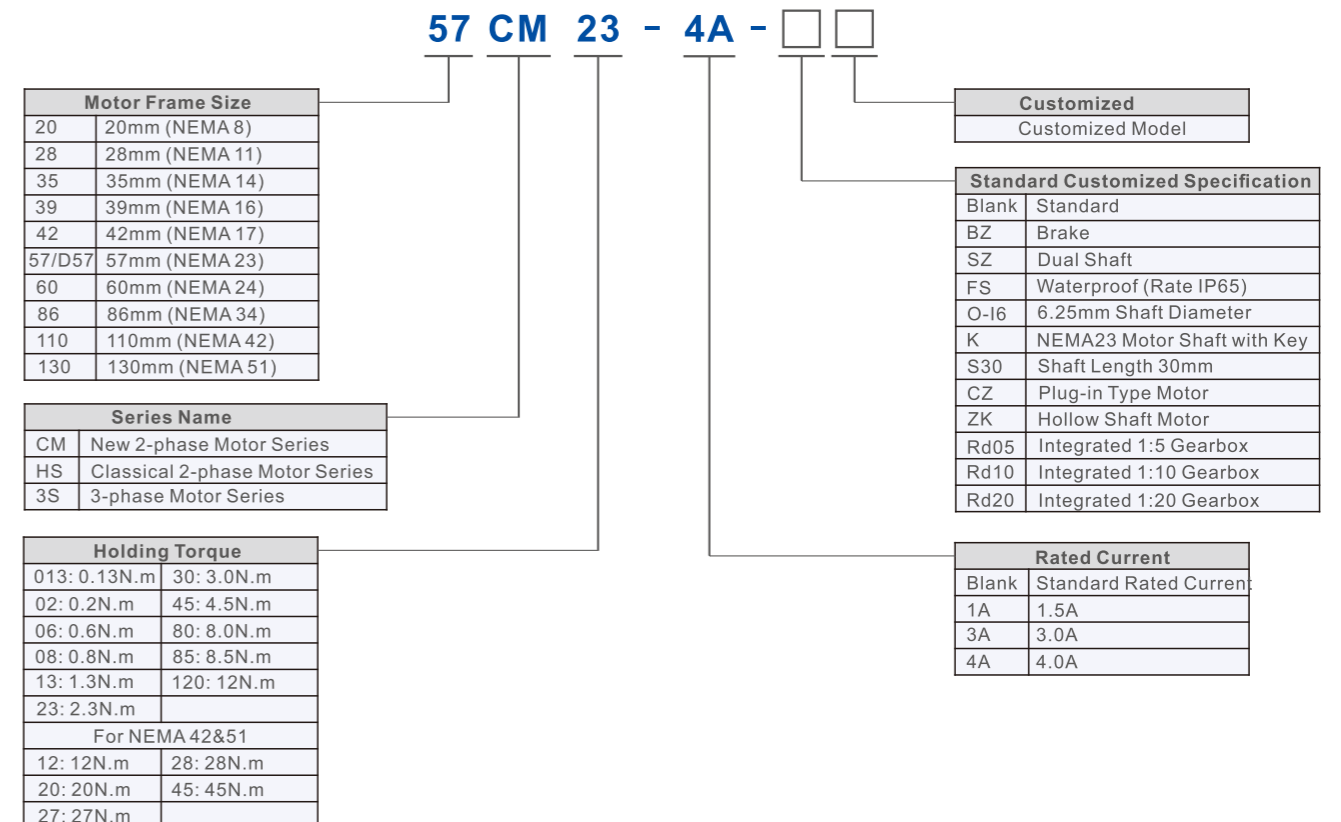 57 CM 23 - 4A -
Motor Frame Size
20 20mm (NEMA 8)
28 28mm (NEMA 11)
35 35mm (NEMA 14)
39 39mm (NEMA 16)
42 42mm (NEMA 17)
57/D57 57mm (NEMA 23)
60 60mm (NEMA 24)
86 86mm (NEMA 34)
110 110mm (NEMA 42)
130 130mm (NEMA 51)
Series Name
CM New 2-phase Motor Series
HS Classical 2-phase Motor Series
3S 3-phase Motor Series
Holding Torque
013: 0.13N.m 30: 3.0N.m
02: 0.2N.m 45: 4.5N.m
06: 0.6N.m 80: 8.0N.m
08: 0.8N.m 85: 8.5N.m
13: 1.3N.m 120: 12N.m
23: 2.3N.m
For NEMA 42&51
12: 12N.m 28: 28N.m
20: 20N.m 45: 45N.m
27: 27N.m
Customized
Customized Model
Standard Customized Specification
Blank Standard
BZ Brake
SZ Dual Shaft
FS Waterproof (Rate IP65)
O-I6 6.25mm Shaft Diameter
K NEMA23 Motor Shaft with Key
S30 Shaft Length 30mm
CZ Plug-in Type Motor
ZK Hollow Shaft Motor
Rd05 Integrated 1:5 Gearbox
Rd10 Integrated 1:10 Gearbox
Rd20 Integrated 1:20 Gearbox
Rated Current
Blank Standard Rated Current
1A 1.5A
3A 3.0A
4A 4.0A